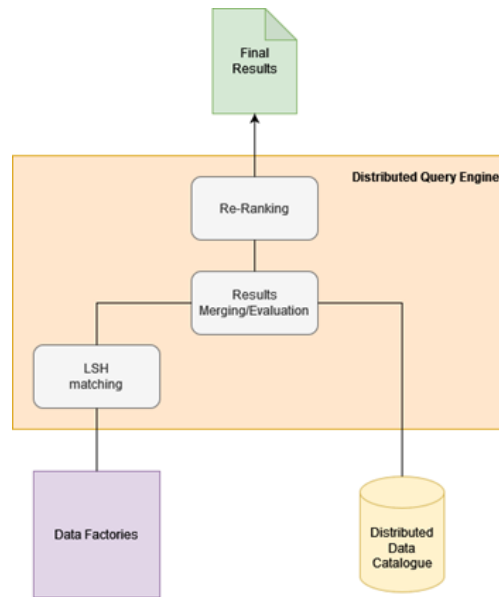 Final
Results
Distributed Query Engine
Re-Ranking
Results
Merging/Evaluation
LSH
matching
Data Factories
Distributed
Data
Catalogue